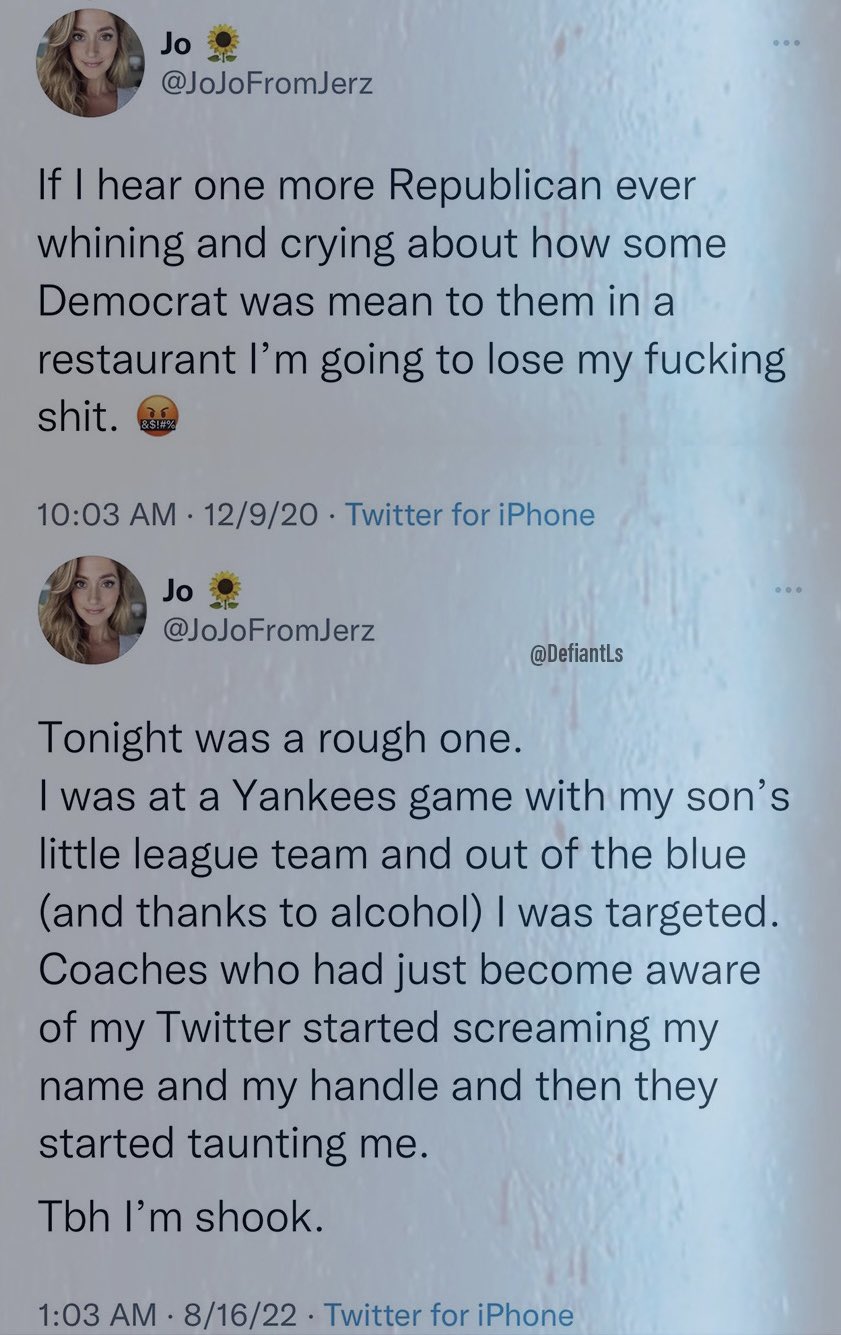 Jo 🌻
@JoJoFromJerz
If I hear one more Republican ever
whining and crying about how some
Democrat was mean to them in a
restaurant I’m going to lose my fucking
shit. 🤬
10:03 AM · 12/9/20 · Twitter for iPhone
Jo 🌻
@JoJoFromJerz
@DefiantLs
Tonight was a rough one.
I was at a Yankees game with my son’s
little league team and out of the blue
(and thanks to alcohol) I was targeted.
Coaches who had just become aware
of my Twitter started screaming my
name and my handle and then they
started taunting me.
Tbh I’m shook.
1:03 AM · 8/16/22 · Twitter for iPhone